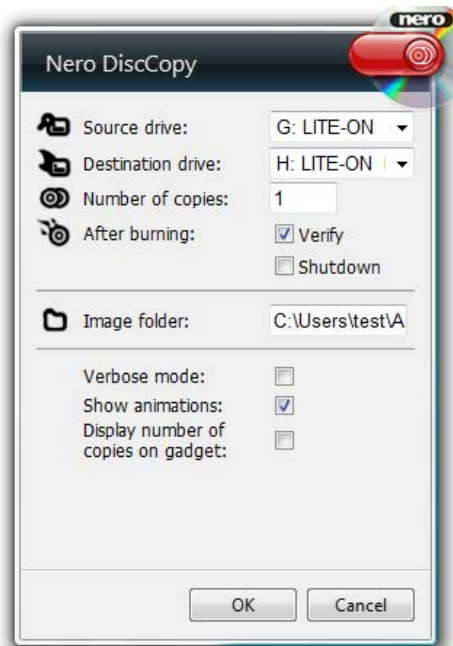 nero
Nero DiscCopy
Source drive: G: LITE-ON
Destination drive: H: LITE-ON
Number of copies: 1
After burning: Verify
Shutdown
Image folder: C:\Users\test\A
Verbose mode:
Show animations:
Display number of
copies on gadget:
OK Cancel